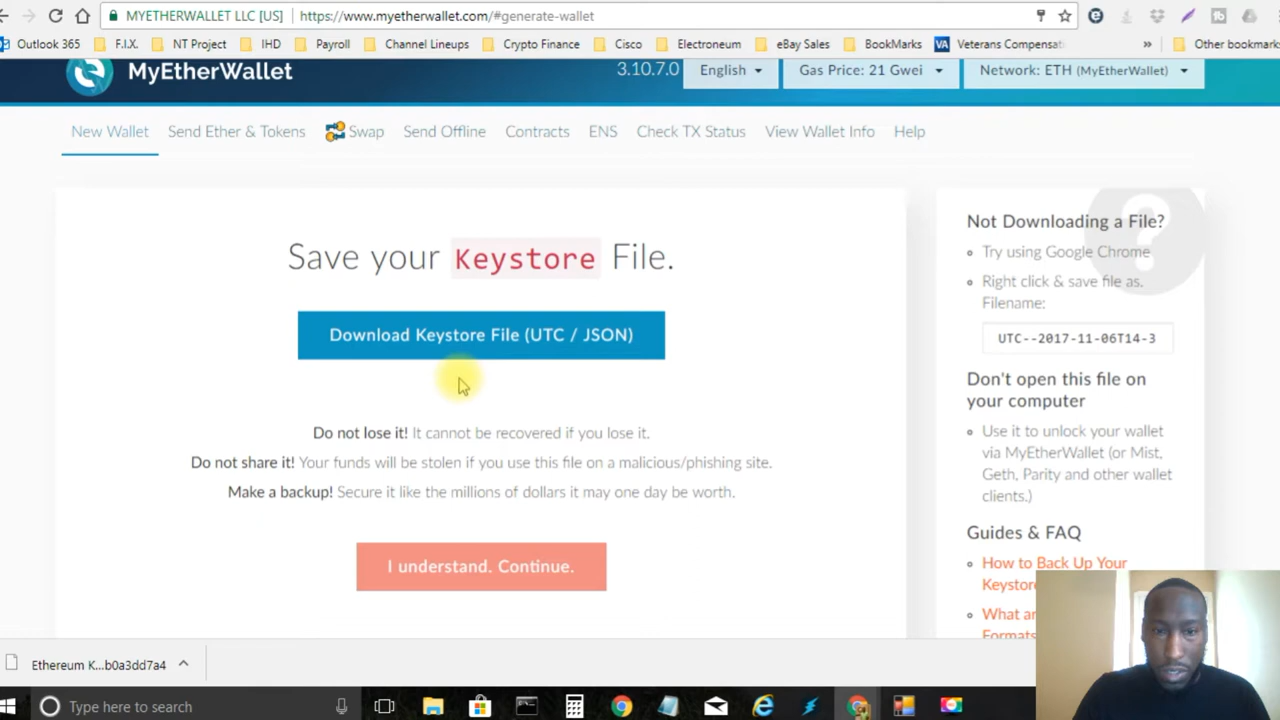 MYETHERWALLET LLC [US] https://www.myetherwallet.com/#generate-wallet
Outlook 365 F.I.X. NT Project IHD Payroll Channel Lineups Crypto Finance Cisco Electroneum eBay Sales BookMarks VA Veterans Compensat » Other bookmarks
MyEtherWallet 3.10.7.0 English Gas Price: 21 Gwei Network: ETH (MyEtherWallet)
New Wallet Send Ether & Tokens Swap Send Offline Contracts ENS Check TX Status View Wallet Info Help
Save your Keystore File.
Download Keystore File (UTC / JSON)
Do not lose it! It cannot be recovered if you lose it.
Do not share it! Your funds will be stolen if you use this file on a malicious/phishing site.
Make a backup! Secure it like the millions of dollars it may one day be worth.
I understand. Continue.
?
Not Downloading a File?
Try using Google Chrome
Right click & save file as.
Filename:
UTC--2017-11-06T14-3
Don't open this file on
your computer
Use it to unlock your wallet
via MyEtherWallet (or Mist,
Geth, Parity and other wallet
clients.)
Guides & FAQ
How to Back Up Your
Keystor
What ar
Formats
Ethereum K...b0a3dd7a4
Type here to search